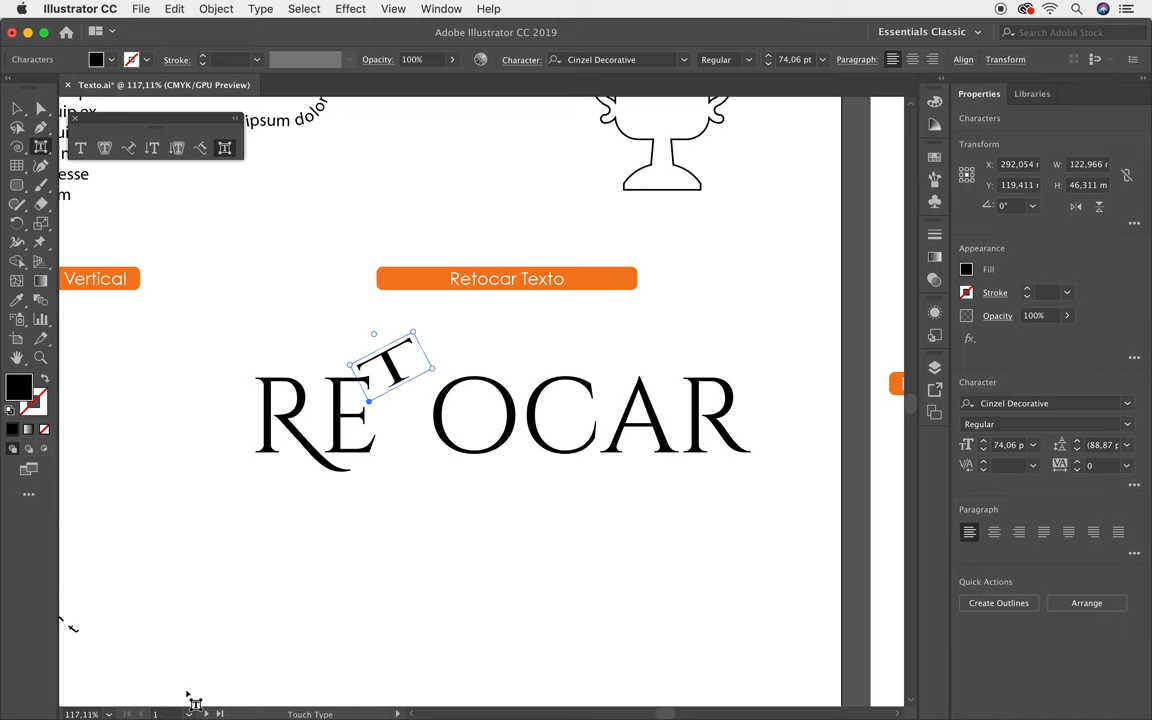 Illustrator CC File Edit Object Type Select Effect View Window Help
Adobe Illustrator CC 2019
Essentials Classic
Search Adobe Stock
Characters Stroke: Opacity: 100% Character: Cinzel Decorative Regular 74,06 pt Paragraph: Align Transform
× Texto.ai* @ 117,11% (CMYK/GPU Preview)
ipsum dolor
uip ex
esse
m
Vertical
Retocar Texto
RETOCAR
t
117,11% 1 Touch Type
Properties Libraries
Characters
Transform
X: 292,054 W: 122,966
Y: 119,411 H: 46,311 m
0°
Appearance
Fill
Stroke
Opacity 100%
fx.
Character
Cinzel Decorative
Regular
74,06 p (88,87
0
Paragraph
Quick Actions
Create Outlines Arrange